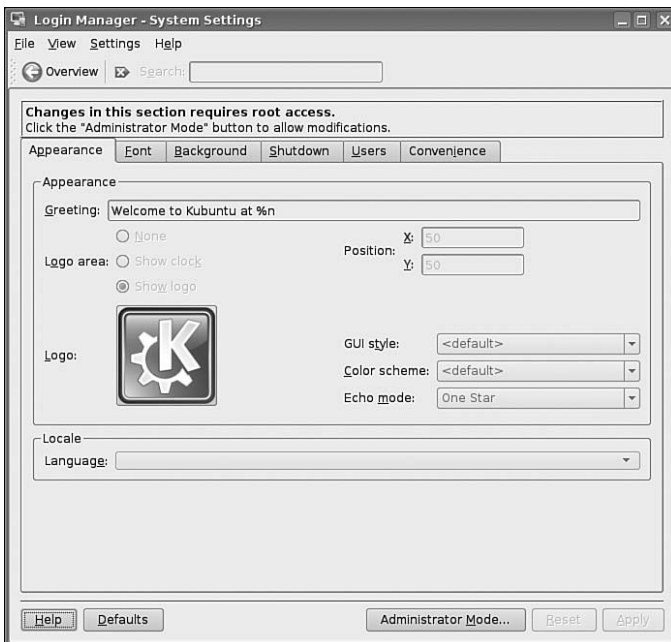 Login Manager - System Settings
File View Settings Help
Overview Search:
Changes in this section requires root access.
Click the "Administrator Mode" button to allow modifications.
Appearance Font Background Shutdown Users Convenience
Appearance
Greeting: Welcome to Kubuntu at %n
None
Logo area: Show clock
Show logo
Position: X: 50
Y: 50
Logo: K
GUI style: <default>
Color scheme: <default>
Echo mode: One Star
Locale
Language:
Help Defaults Administrator Mode... Reset Apply